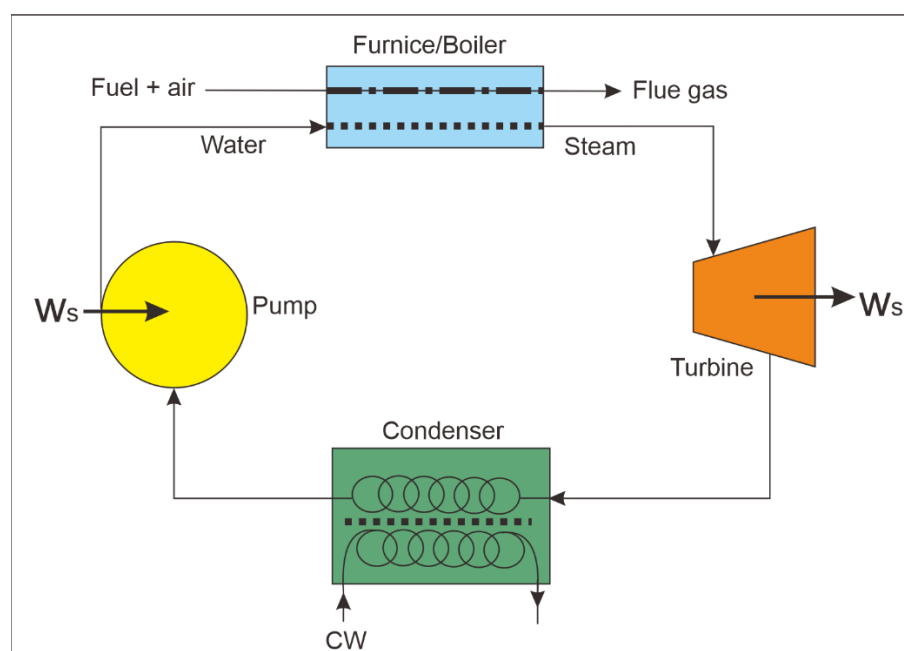 Furnice/Boiler
Fuel + air
Flue gas
Water
Steam
Ws
Pump
Ws
Turbine
Condenser
CW